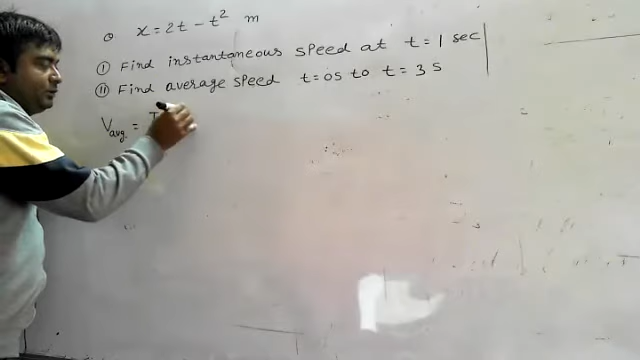 x = 2t - t² m
① Find instantaneous speed at t = 1 sec
② Find average speed t = 0s to t = 3 s
V avg. = T